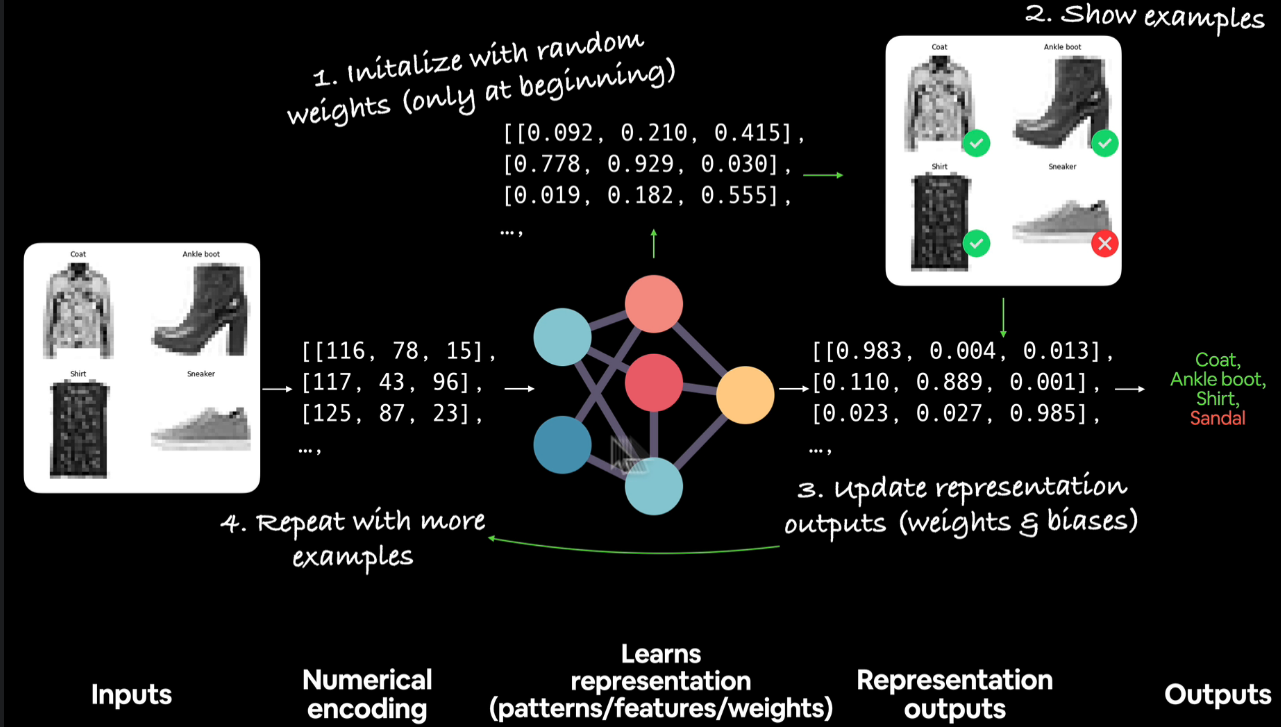 2. Show examples
1. Initalize with random
weights (only at beginning)
Coat
Ankle boot
Shirt
Sneaker
[[0.092, 0.210, 0.415],
[0.778, 0.929, 0.030],
[0.019, 0.182, 0.555],
…,
Coat
Ankle boot
Shirt
Sneaker
[[116, 78, 15],
[117, 43, 96],
[125, 87, 23],
…,
[[0.983, 0.004, 0.013],
[0.110, 0.889, 0.001],
[0.023, 0.027, 0.985],
…,
Coat,
Ankle boot,
Shirt,
Sandal
3. Update representation
outputs (weights & biases)
4. Repeat with more
examples
Inputs
Numerical
encoding
Learns
representation
(patterns/features/weights)
Representation
outputs
Outputs